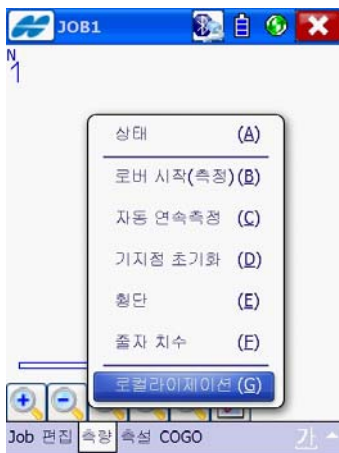 JOB1
N
1
상태 (A)
로버 시작(측정)(B)
자동 연속측정 (C)
기지점 초기화 (D)
횡단 (E)
줄자 치수 (F)
로컬라이제이션 (G)
Job 편집 측량 측설 COGO 가